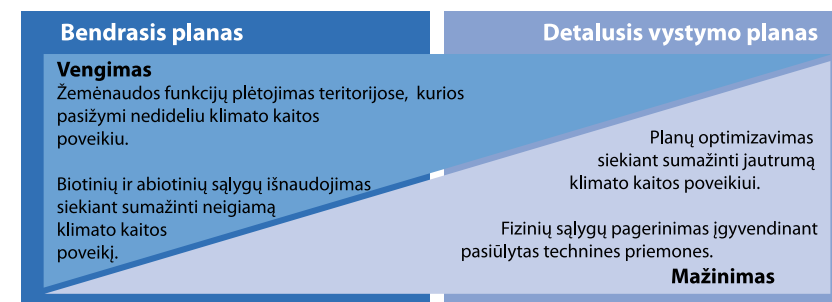 Bendrasis planas
Detalusis vystymo planas
Vengimas
Žemėnaudos funkcijų plėtojimas teritorijose, kurios
pasižymi nedideliu klimato kaitos
poveikiu.
Biotinių ir abiotinių sąlygų išnaudojimas
siekiant sumažinti neigiamą
klimato kaitos
poveikį.
Planų optimizavimas
siekiant sumažinti jautrumą
klimato kaitos poveikiui.
Fizinių sąlygų pagerinimas įgyvendinant
pasiūlytas technines priemones.
Mažinimas